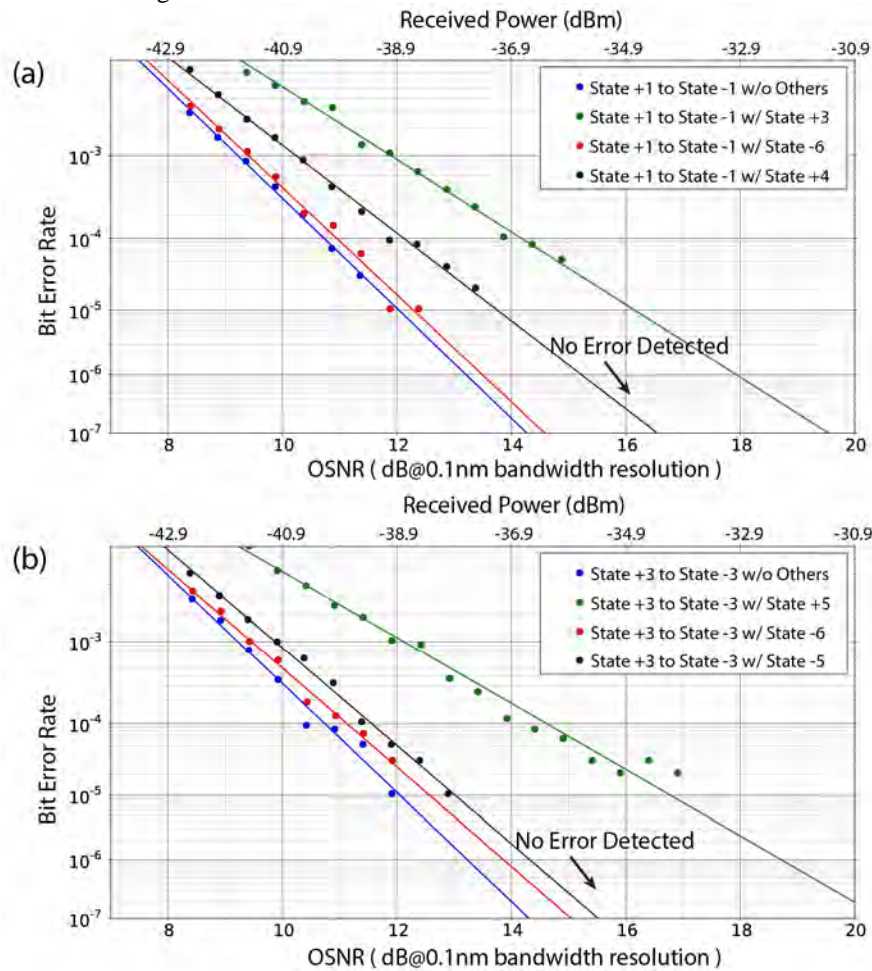 Received Power (dBm)
-42.9 -40.9 -38.9 -36.9 -34.9 -32.9 -30.9
(a)
State +1 to State -1 w/o Others
State +1 to State -1 w/ State +3
State +1 to State -1 w/ State -6
State +1 to State -1 w/ State +4
10-3
10-4
10-5
10-6
10-7
Bit Error Rate
No Error Detected
8 10 12 14 16 18 20
OSNR ( dB@0.1nm bandwidth resolution )
Received Power (dBm)
-42.9 -40.9 -38.9 -36.9 -34.9 -32.9 -30.9
(b)
State +3 to State -3 w/o Others
State +3 to State -3 w/ State +5
State +3 to State -3 w/ State -6
State +3 to State -3 w/ State -5
10-3
10-4
10-5
10-6
10-7
Bit Error Rate
No Error Detected
8 10 12 14 16 18 20
OSNR ( dB@0.1nm bandwidth resolution )